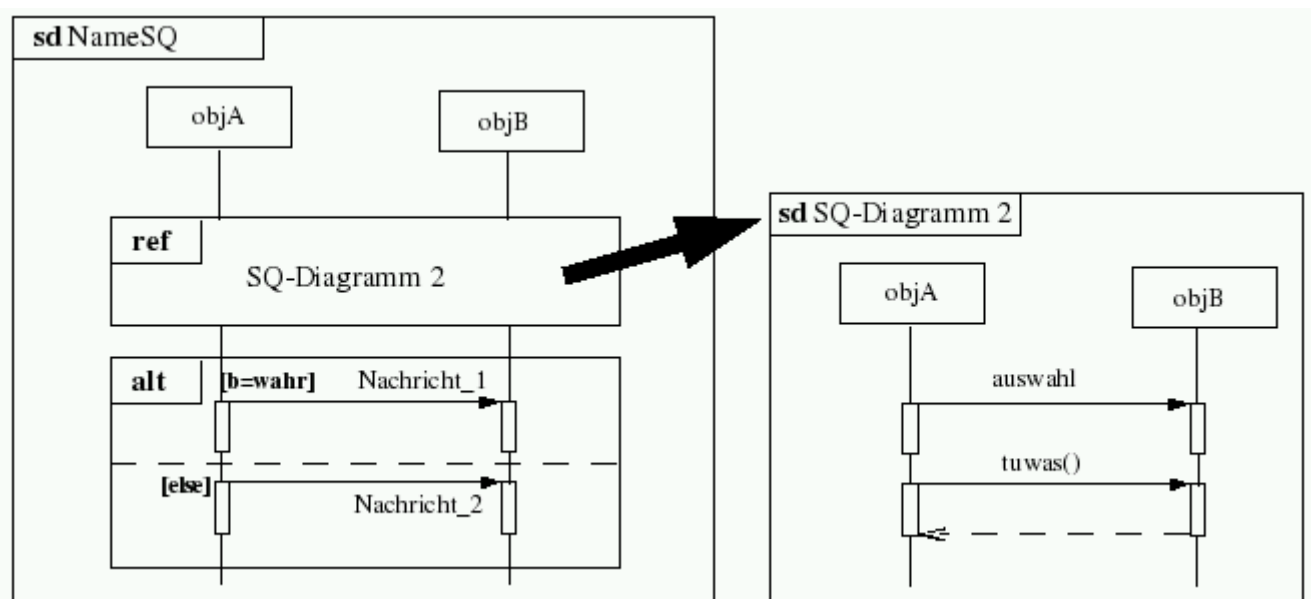 sd NameSQ
objA
objB
ref
SQ-Diagramm 2
alt
[b=wahr]
Nachricht_1
[else]
Nachricht_2
sd SQ-Diagramm 2
objA
objB
auswahl
tuwas()